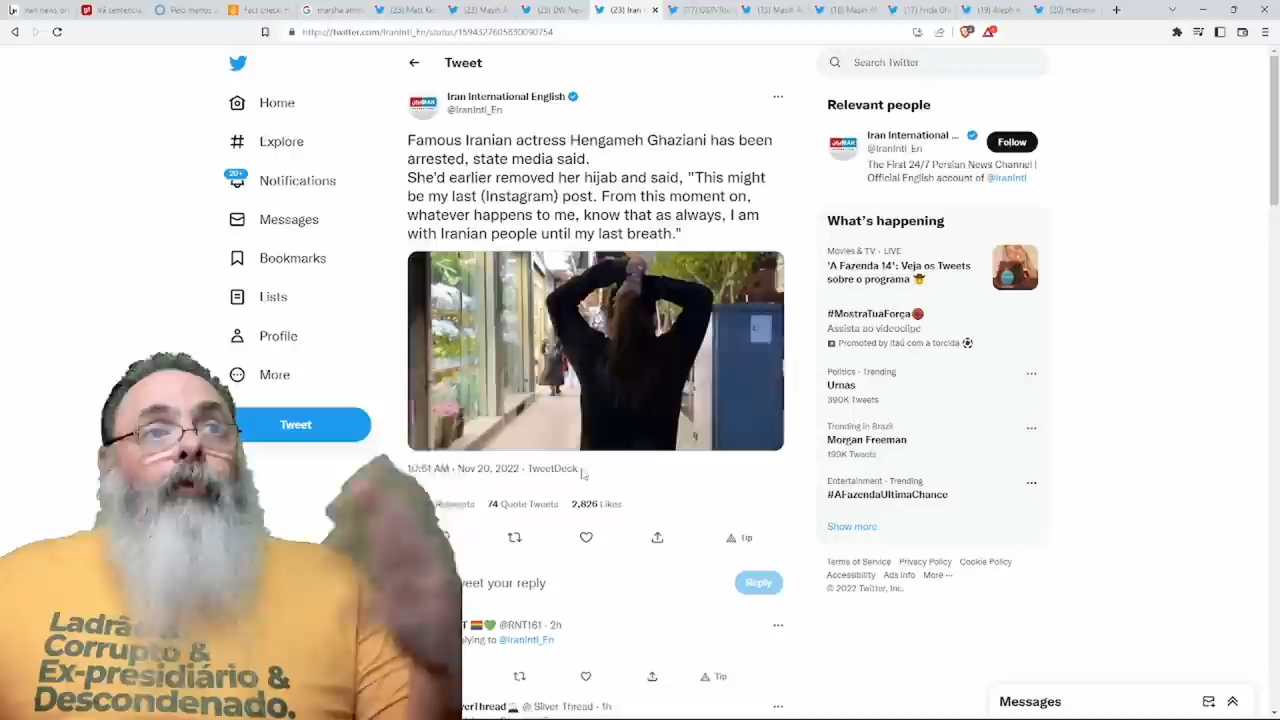 https://twitter.com/IranIntl_En/status/1594327605830090754
Tweet
Search Twitter
Home
Explore
20+
Notifications
Messages
Bookmarks
Lists
Profile
More
Tweet
Iran International English
@IranIntl_En
Famous Iranian actress Hengameh Ghaziani has been
arrested, state media said.
She'd earlier removed her hijab and said, "This might
be my last (Instagram) post. From this moment on,
whatever happens to me, know that as always, I am
with Iranian people until my last breath."
10:51 AM · Nov 20, 2022 · TweetDeck
74 Quote Tweets 2,826 Likes
Tip
weet your reply
Reply
@RNT161 · 2h
@IranIntl_En
Tip
Silver Thread · 1h
Relevant people
Iran International ...
@IranIntl_En
Follow
The First 24/7 Persian News Channel |
Official English account of @IranIntl
What's happening
Movies & TV · LIVE
'A Fazenda 14': Veja os Tweets
sobre o programa
#MostraTuaForça
Assista ao videoclipe
Promoted by Itaú com a torcida
Politics · Trending
Urnas
390K Tweets
Trending in Brazil
Morgan Freeman
199K Tweets
Entertainment · Trending
#AFazendaUltimaChance
Show more
Terms of Service Privacy Policy Cookie Policy
Accessibility Ads info More ...
© 2022 Twitter, Inc.
Messages
Ladrã
Corrupto &
Ex-presidiário &
Descondenado.